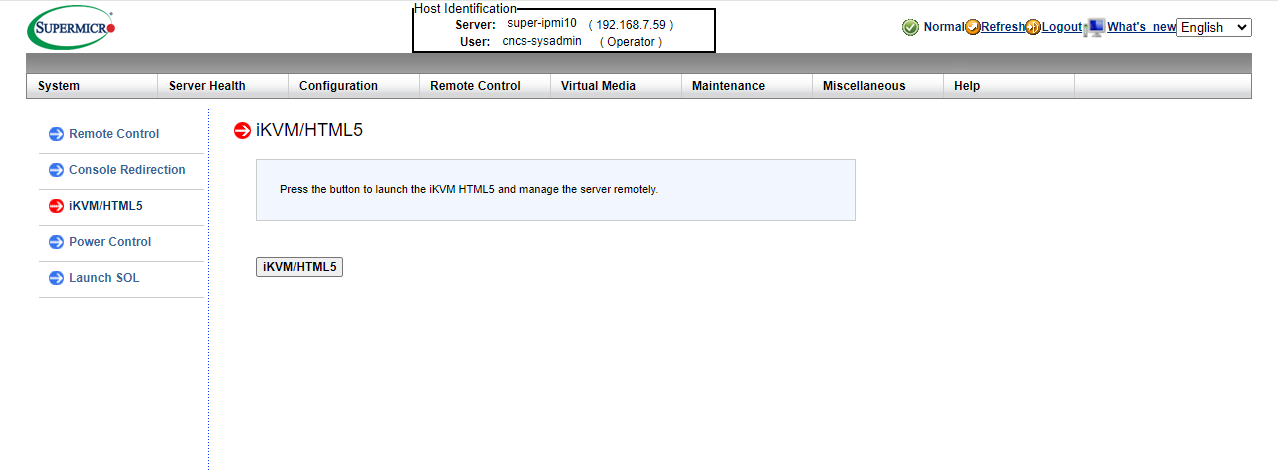 SUPERMICRO
Host Identification
Server: super-ipmi10 ( 192.168.7.59 )
User: cncs-sysadmin ( Operator )
Normal Refresh Logout What's new English
System Server Health Configuration Remote Control Virtual Media Maintenance Miscellaneous Help
Remote Control
Console Redirection
iKVM/HTML5
Power Control
Launch SOL
iKVM/HTML5
Press the button to launch the iKVM HTML5 and manage the server remotely.
iKVM/HTML5